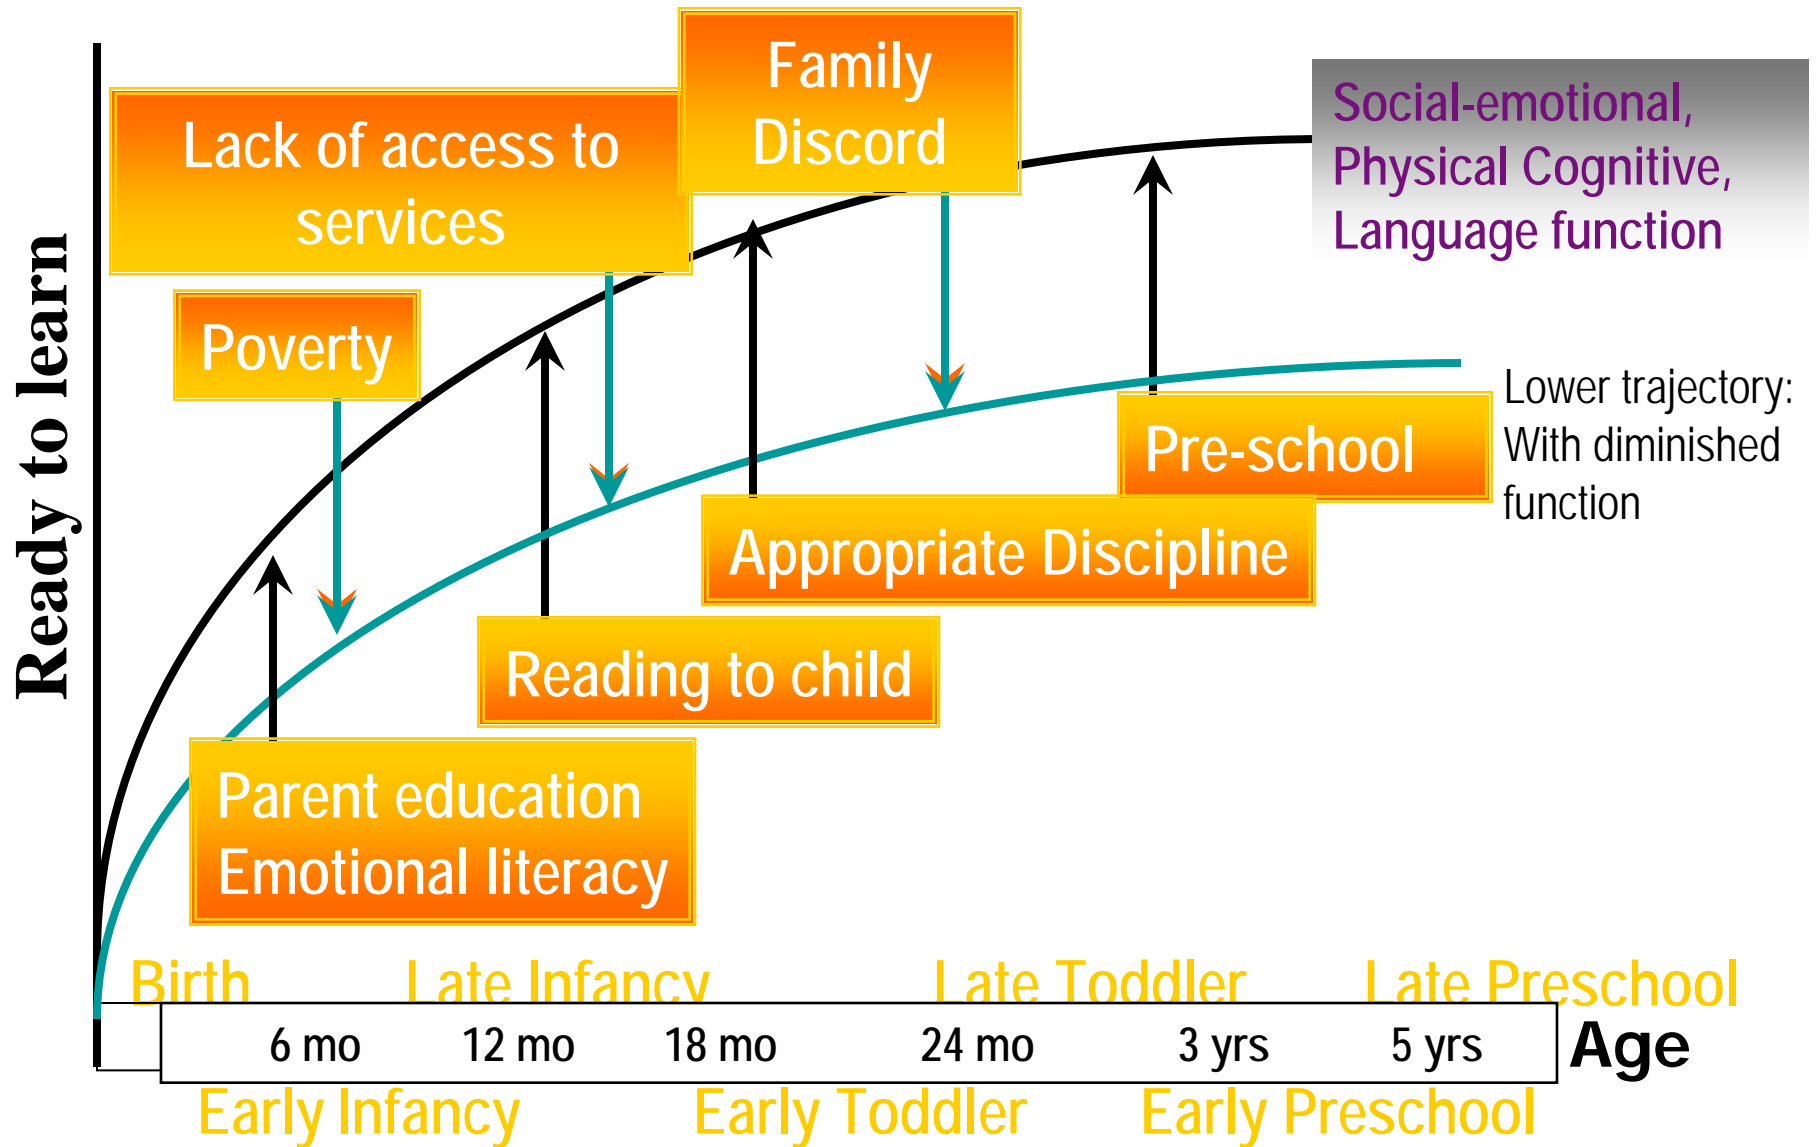 Ready to learn
Family
Discord
Lack of access to
services
Poverty
Social-emotional,
Physical Cognitive,
Language function
Lower trajectory:
With diminished
function
Pre-school
Appropriate Discipline
Reading to child
Parent education
Emotional literacy
Birth Late Infancy Late Toddler Late Preschool
6 mo 12 mo 18 mo 24 mo 3 yrs 5 yrs Age
Early Infancy Early Toddler Early Preschool